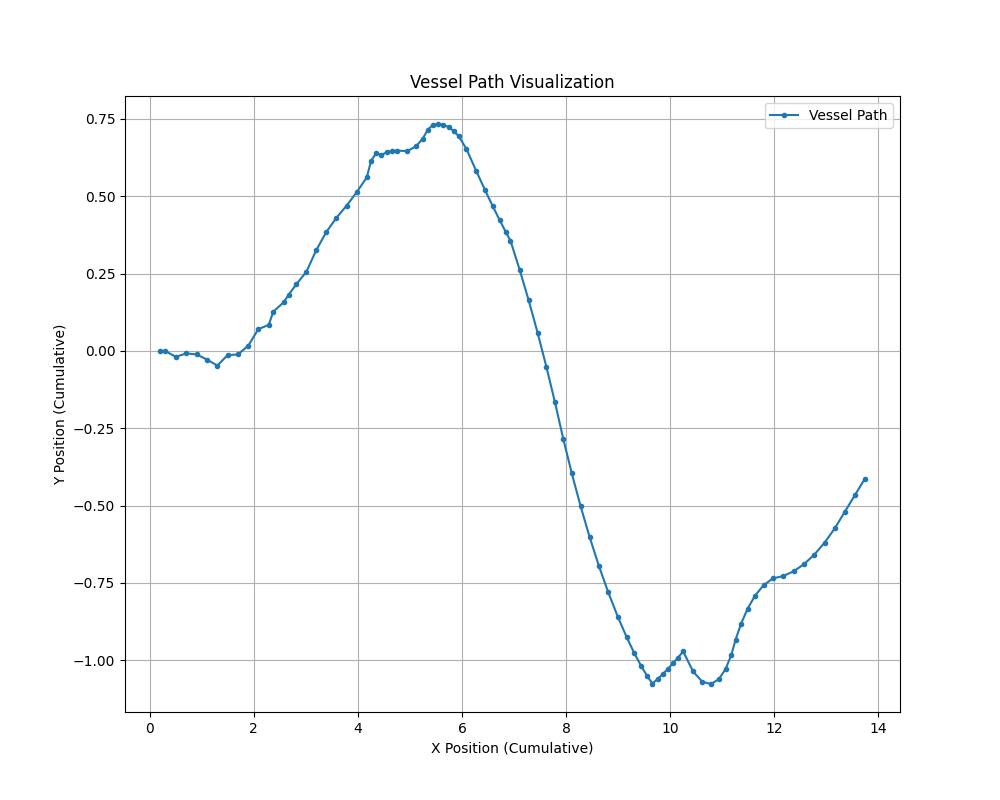 Vessel Path Visualization
Vessel Path
0.75
0.50
0.25
0.00
−0.25
−0.50
−0.75
−1.00
Y Position (Cumulative)
0 2 4 6 8 10 12 14
X Position (Cumulative)